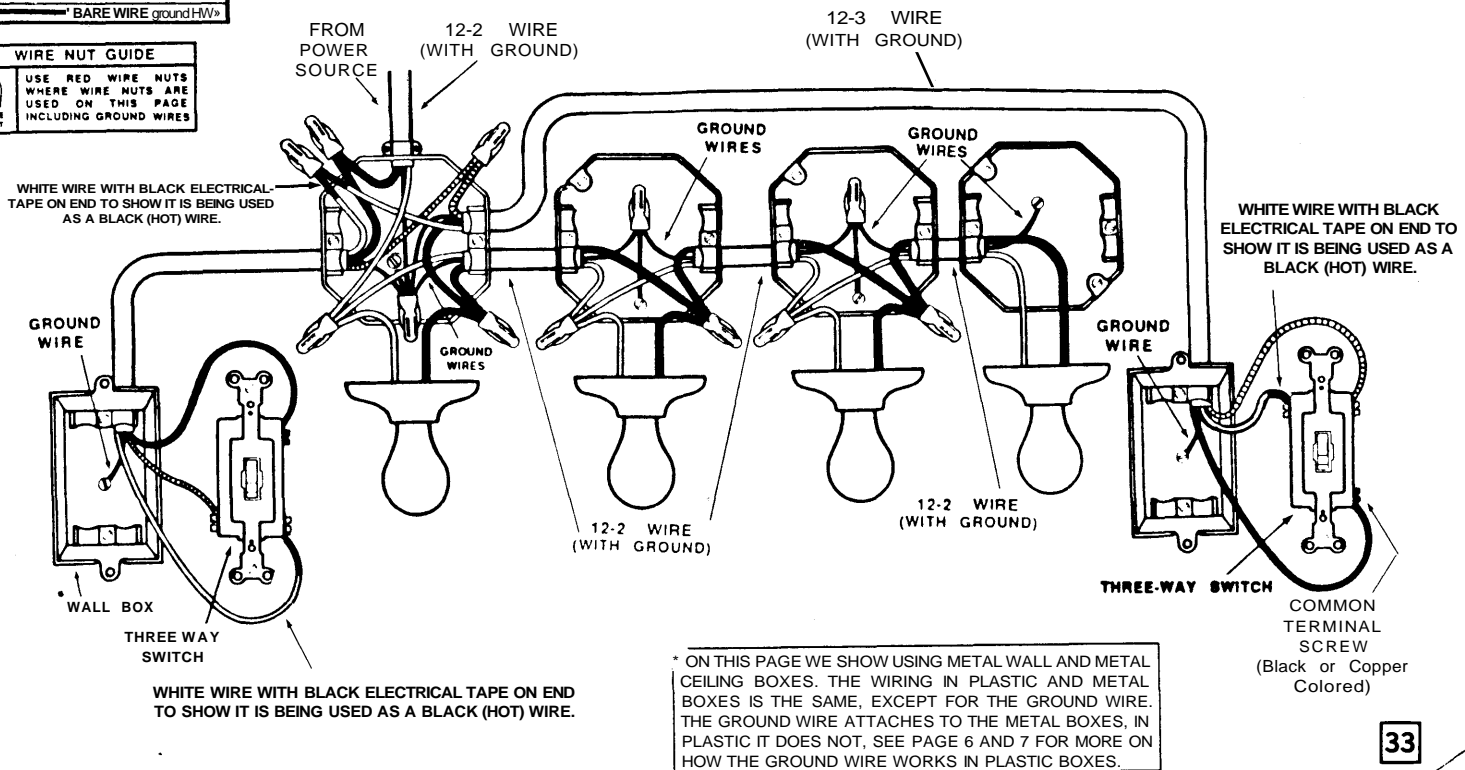 ' BARE WIRE ground HW»
WIRE NUT GUIDE
USE RED WIRE NUTS
WHERE WIRE NUTS ARE
USED ON THIS PAGE
INCLUDING GROUND WIRES
FROM
POWER
SOURCE
12-2 WIRE
(WITH GROUND)
12-3 WIRE
(WITH GROUND)
GROUND
WIRES
GROUND
WIRES
WHITE WIRE WITH BLACK ELECTRICAL-
TAPE ON END TO SHOW IT IS BEING USED
AS A BLACK (HOT) WIRE.
WHITE WIRE WITH BLACK
ELECTRICAL TAPE ON END TO
SHOW IT IS BEING USED AS A
BLACK (HOT) WIRE.
GROUND
WIRE
GROUND
WIRES
GROUND
WIRE
12-2 WIRE
(WITH GROUND)
12-2 WIRE
(WITH GROUND)
WALL BOX
THREE WAY
SWITCH
THREE-WAY SWITCH
COMMON
TERMINAL
SCREW
(Black or Copper
Colored)
WHITE WIRE WITH BLACK ELECTRICAL TAPE ON END
TO SHOW IT IS BEING USED AS A BLACK (HOT) WIRE.
* ON THIS PAGE WE SHOW USING METAL WALL AND METAL
CEILING BOXES. THE WIRING IN PLASTIC AND METAL
BOXES IS THE SAME, EXCEPT FOR THE GROUND WIRE.
THE GROUND WIRE ATTACHES TO THE METAL BOXES, IN
PLASTIC IT DOES NOT, SEE PAGE 6 AND 7 FOR MORE ON
HOW THE GROUND WIRE WORKS IN PLASTIC BOXES.
33